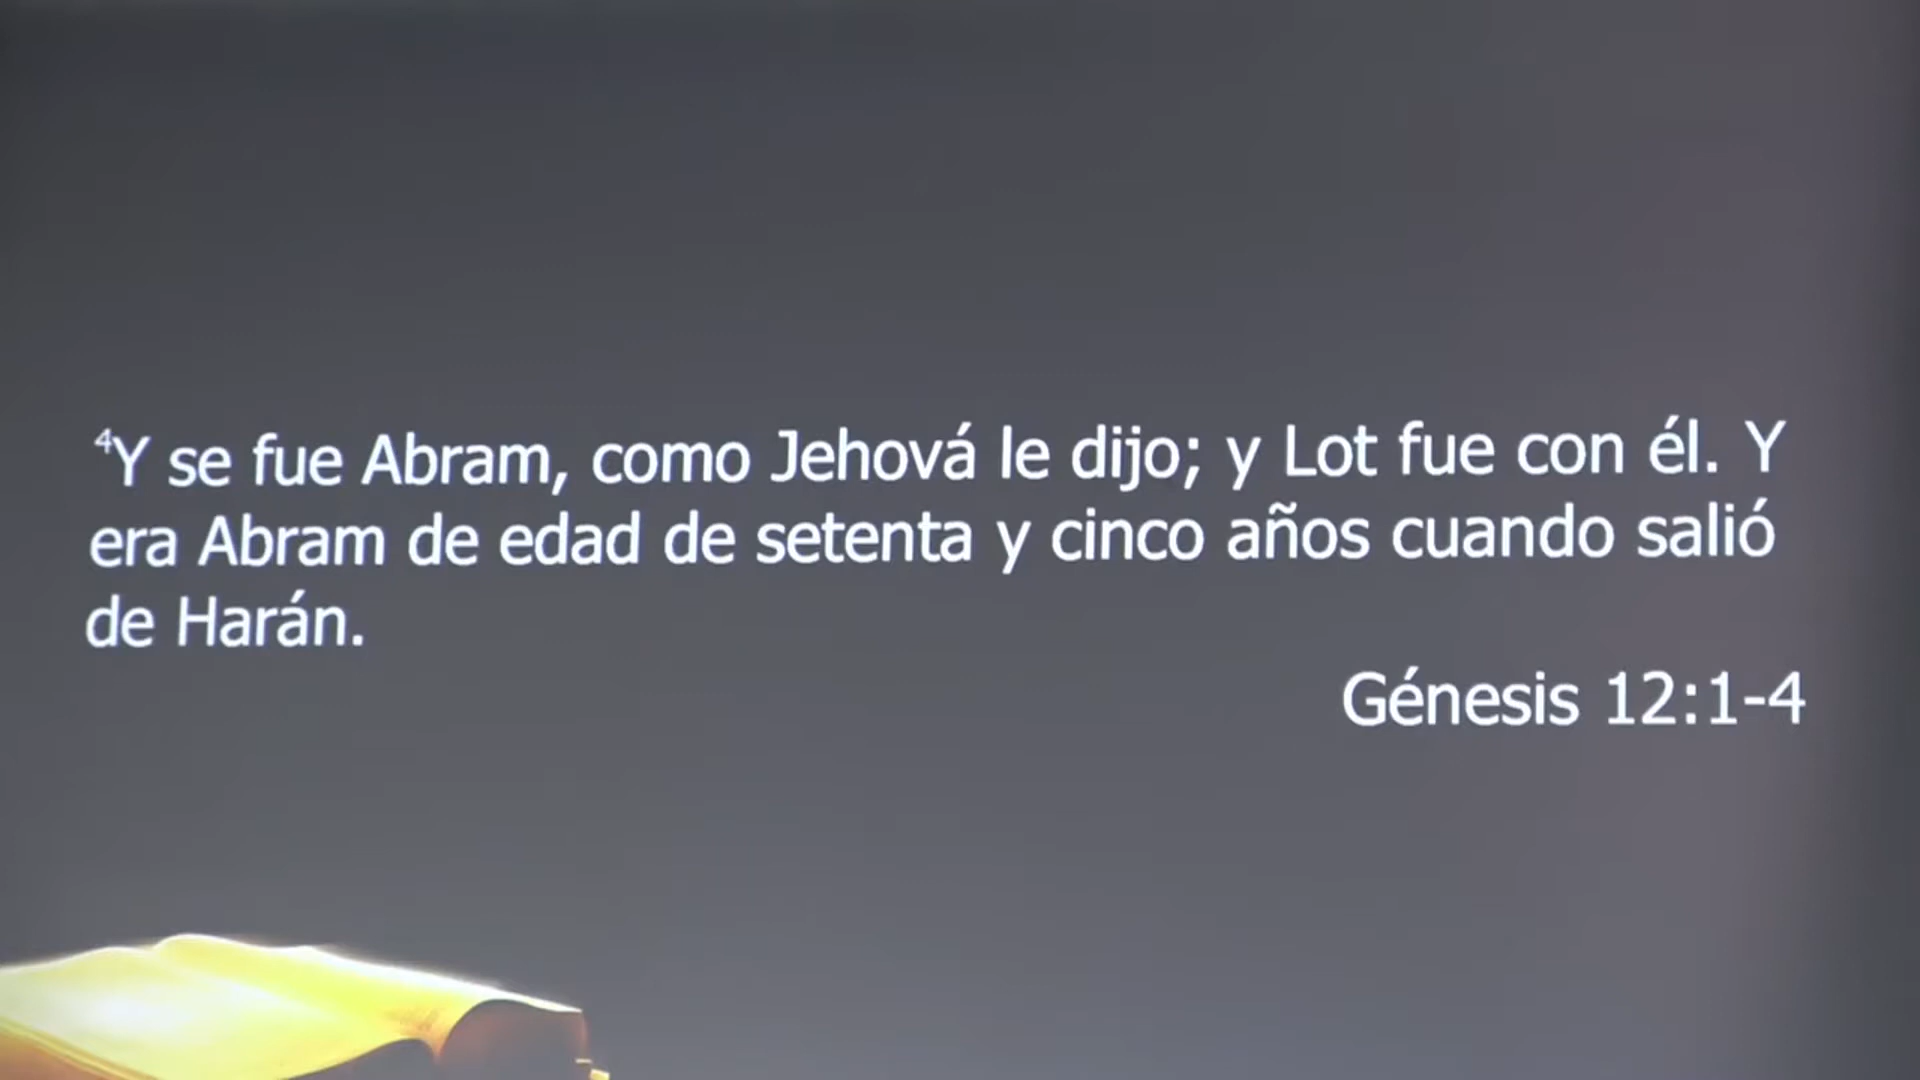 ⁴Y se fue Abram, como Jehová le dijo; y Lot fue con él. Y
era Abram de edad de setenta y cinco años cuando salió
de Harán.
Génesis 12:1-4